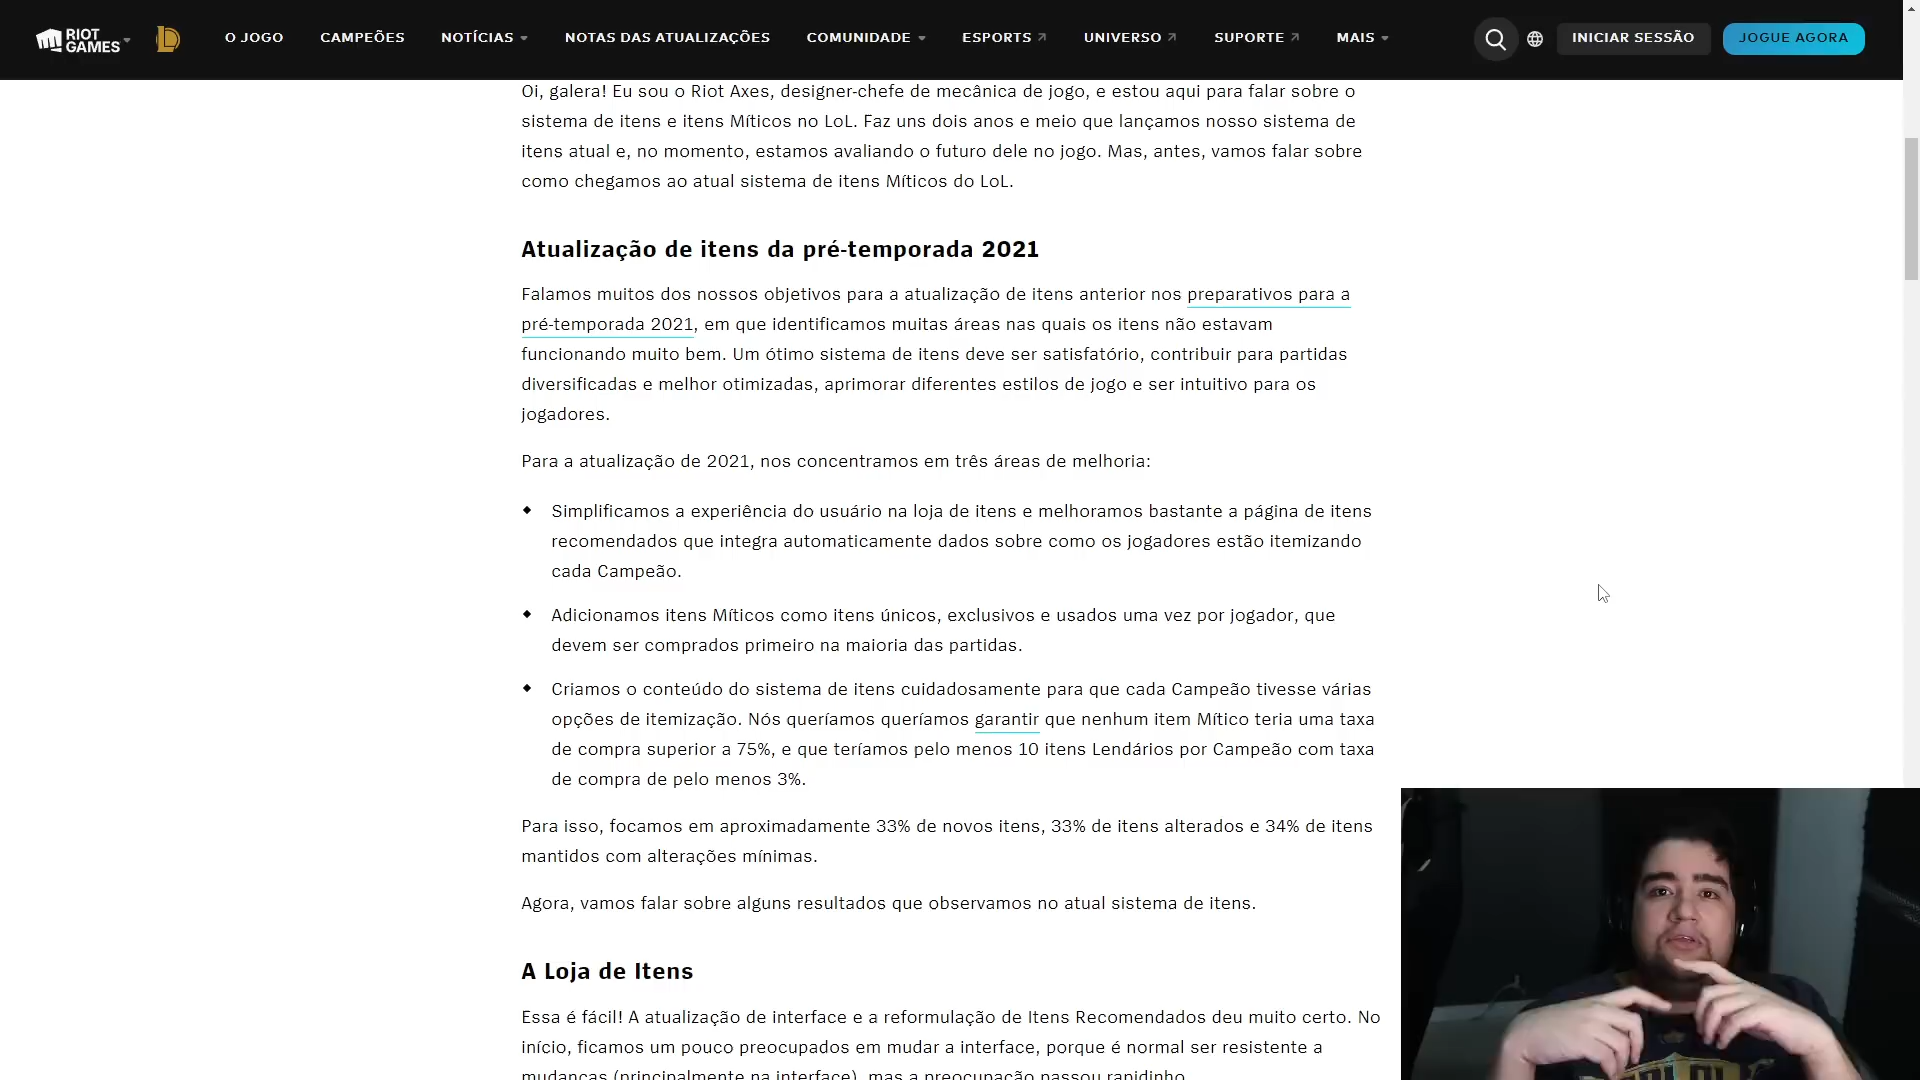 RIOT GAMES
O JOGO
CAMPEÕES
NOTÍCIAS
NOTAS DAS ATUALIZAÇÕES
COMUNIDADE
ESPORTS
UNIVERSO
SUPORTE
MAIS
INICIAR SESSÃO
JOGUE AGORA
Oi, galera! Eu sou o Riot Axes, designer-chefe de mecânica de jogo, e estou aqui para falar sobre o
sistema de itens e itens Míticos no LoL. Faz uns dois anos e meio que lançamos nosso sistema de
itens atual e, no momento, estamos avaliando o futuro dele no jogo. Mas, antes, vamos falar sobre
como chegamos ao atual sistema de itens Míticos do LoL.
Atualização de itens da pré-temporada 2021
Falamos muitos dos nossos objetivos para a atualização de itens anterior nos preparativos para a
pré-temporada 2021, em que identificamos muitas áreas nas quais os itens não estavam
funcionando muito bem. Um ótimo sistema de itens deve ser satisfatório, contribuir para partidas
diversificadas e melhor otimizadas, aprimorar diferentes estilos de jogo e ser intuitivo para os
jogadores.
Para a atualização de 2021, nos concentramos em três áreas de melhoria:
Simplificamos a experiência do usuário na loja de itens e melhoramos bastante a página de itens
recomendados que integra automaticamente dados sobre como os jogadores estão itemizando
cada Campeão.
Adicionamos itens Míticos como itens únicos, exclusivos e usados uma vez por jogador, que
devem ser comprados primeiro na maioria das partidas.
Criamos o conteúdo do sistema de itens cuidadosamente para que cada Campeão tivesse várias
opções de itemização. Nós queríamos queríamos garantir que nenhum item Mítico teria uma taxa
de compra superior a 75%, e que teríamos pelo menos 10 itens Lendários por Campeão com taxa
de compra de pelo menos 3%.
Para isso, focamos em aproximadamente 33% de novos itens, 33% de itens alterados e 34% de itens
mantidos com alterações mínimas.
Agora, vamos falar sobre alguns resultados que observamos no atual sistema de itens.
A Loja de Itens
Essa é fácil! A atualização de interface e a reformulação de Itens Recomendados deu muito certo. No
início, ficamos um pouco preocupados em mudar a interface, porque é normal ser resistente a
mudanças (principalmente na interface), mas a preocupação passou rapidinho.